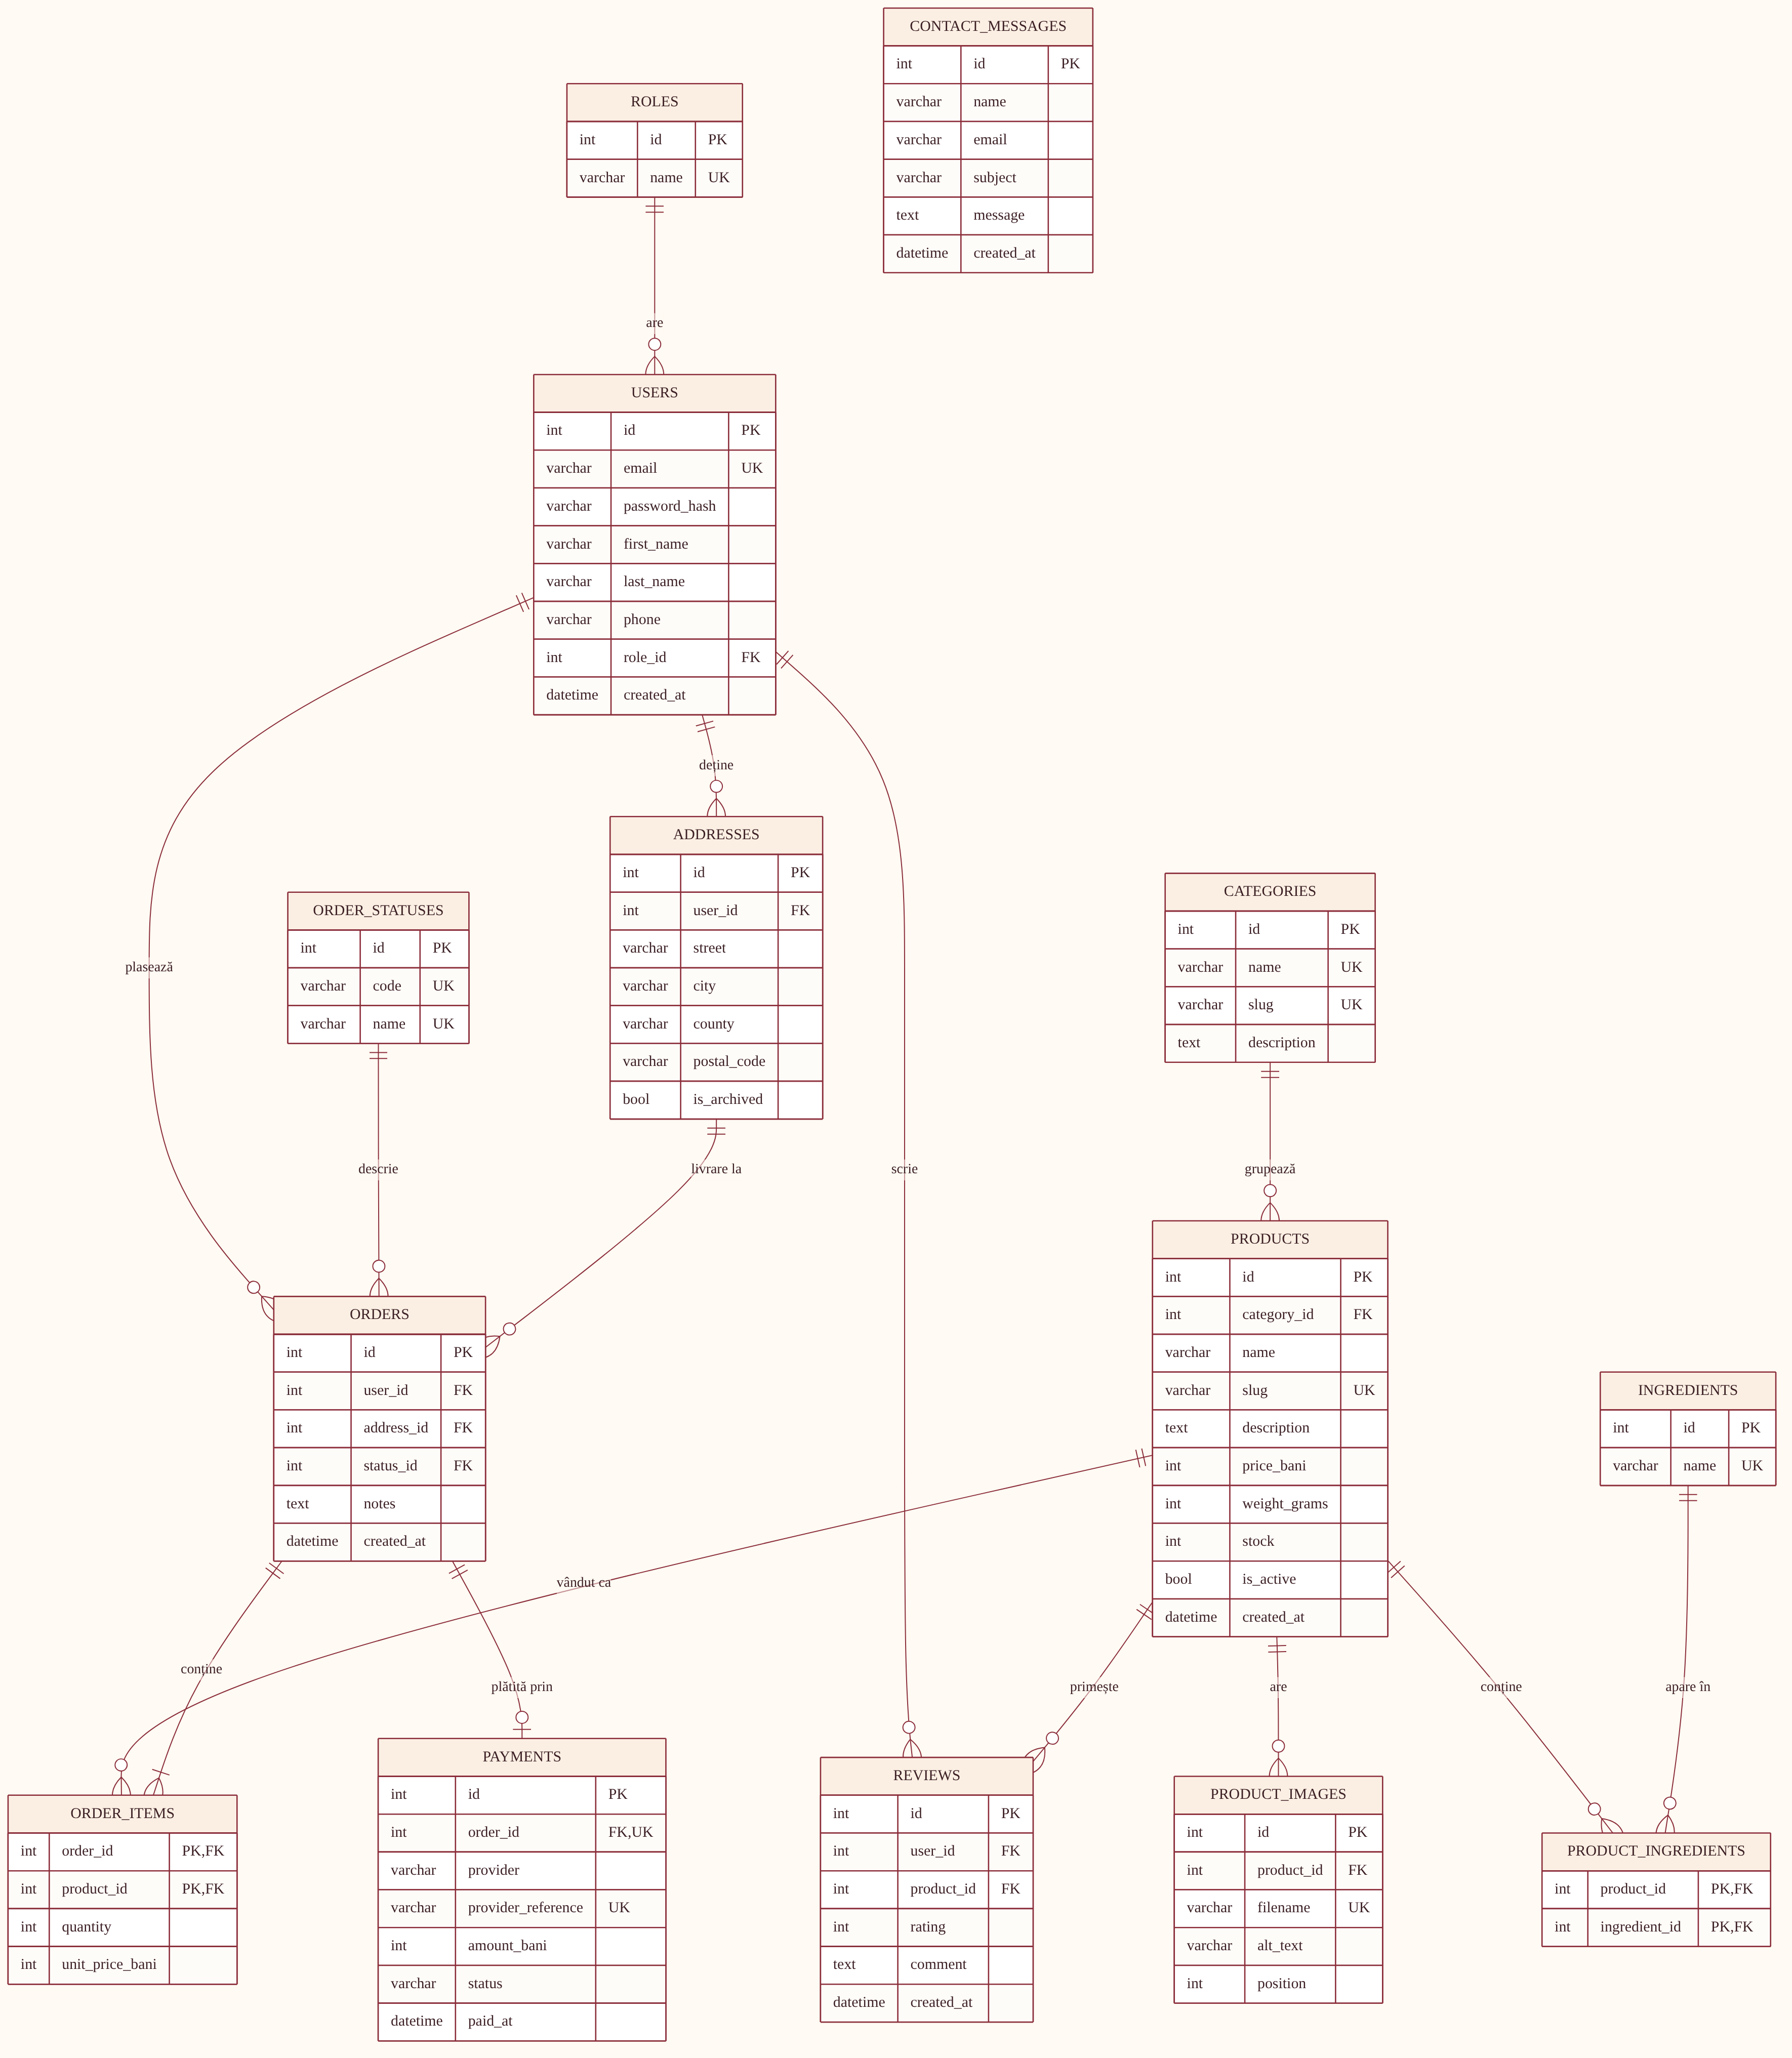 CONTACT_MESSAGES
int id PK
varchar name
varchar email
varchar subject
text message
datetime created_at
ROLES
int id PK
varchar name UK
are
USERS
int id PK
varchar email UK
varchar password_hash
varchar first_name
varchar last_name
varchar phone
int role_id FK
datetime created_at
deține
ADDRESSES
int id PK
int user_id FK
varchar street
varchar city
varchar county
varchar postal_code
bool is_archived
CATEGORIES
int id PK
varchar name UK
varchar slug UK
text description
ORDER_STATUSES
int id PK
varchar code UK
varchar name UK
plasează
descrie
livrare la
scrie
grupează
PRODUCTS
int id PK
int category_id FK
varchar name
varchar slug UK
text description
int price_bani
int weight_grams
int stock
bool is_active
datetime created_at
ORDERS
int id PK
int user_id FK
int address_id FK
int status_id FK
text notes
datetime created_at
INGREDIENTS
int id PK
varchar name UK
vândut ca
conține
plătită prin
primește
are
conține
apare în
ORDER_ITEMS
int order_id PK,FK
int product_id PK,FK
int quantity
int unit_price_bani
PAYMENTS
int id PK
int order_id FK,UK
varchar provider
varchar provider_reference UK
int amount_bani
varchar status
datetime paid_at
REVIEWS
int id PK
int user_id FK
int product_id FK
int rating
text comment
datetime created_at
PRODUCT_IMAGES
int id PK
int product_id FK
varchar filename UK
varchar alt_text
int position
PRODUCT_INGREDIENTS
int product_id PK,FK
int ingredient_id PK,FK